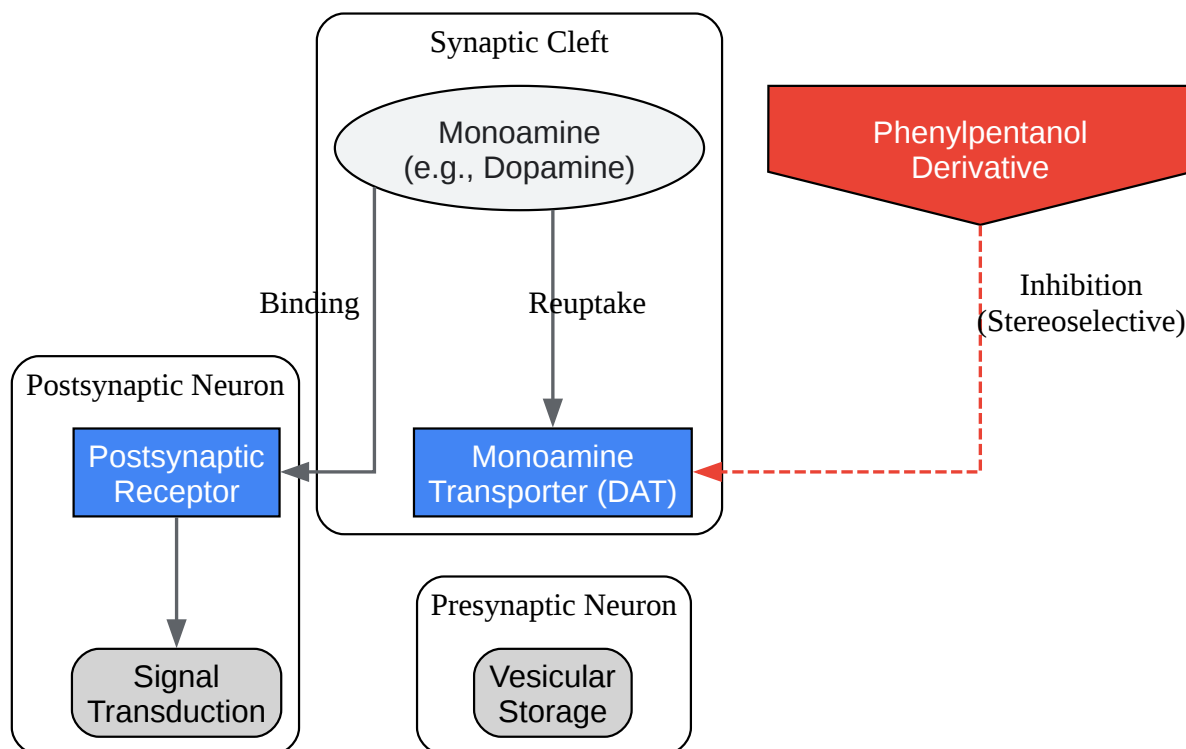 Synaptic Cleft
Monoamine
(e.g., Dopamine)
Phenylpentanol
Derivative
Binding
Reuptake
Inhibition
(Stereoselective)
Postsynaptic Neuron
Postsynaptic
Receptor
Monoamine
Transporter (DAT)
Presynaptic Neuron
Signal
Transduction
Vesicular
Storage